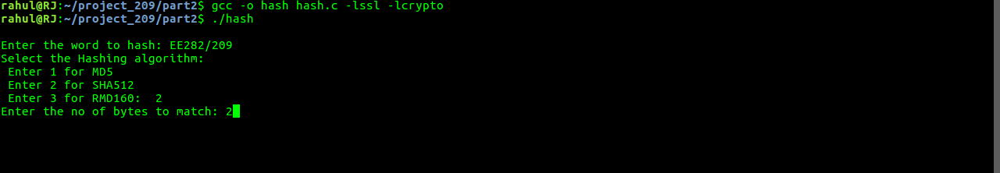 rahul@RJ:~/project_209/part2$ gcc -o hash hash.c -lssl -lcrypto
rahul@RJ:~/project_209/part2$ ./hash
Enter the word to hash: EE282/209
Select the Hashing algorithm:
Enter 1 for MD5
Enter 2 for SHA512
Enter 3 for RMD160:  2
Enter the no of bytes to match: 2